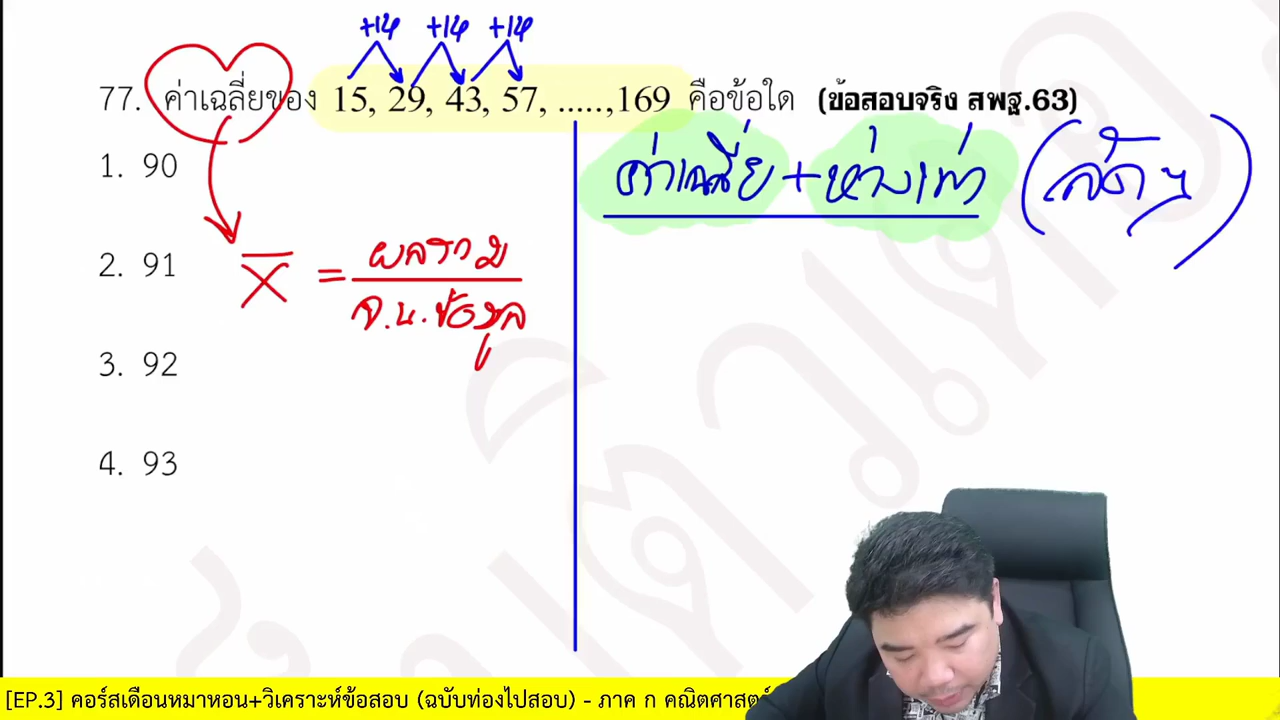 +14 +14 +14
77. ค่าเฉลี่ยของ 15, 29, 43, 57, .....,169 คือข้อใด (ข้อสอบจริง สพฐ.63)
ค่าเฉลี่ย + ห่างเท่า (ลัด ๆ)
1. 90
2. 91
X̄ = ผลรวม
จ.น.ข้อมูล
3. 92
4. 93
[EP.3] คอร์สเดือนหมาหอน+วิเคราะห์ข้อสอบ (ฉบับท่องไปสอบ) - ภาค ก คณิตศาสตร์